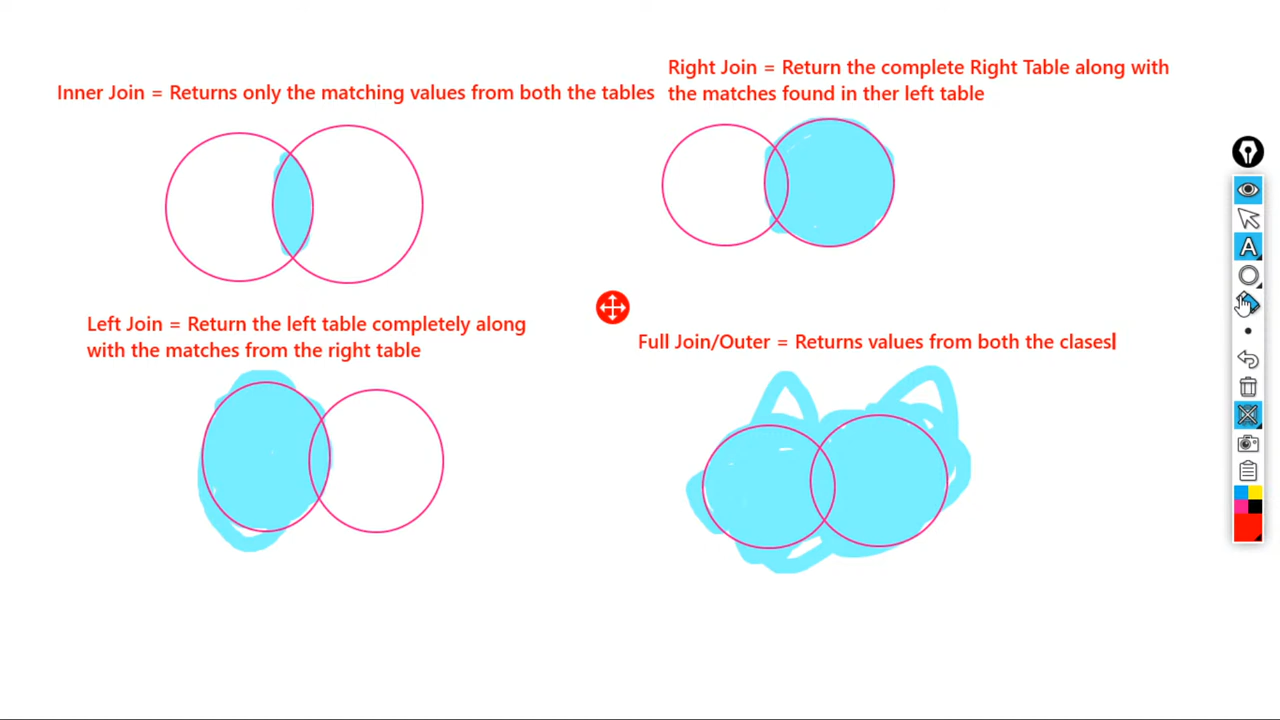 Inner Join = Returns only the matching values from both the tables
Right Join = Return the complete Right Table along with
the matches found in ther left table
Left Join = Return the left table completely along
with the matches from the right table
Full Join/Outer = Returns values from both the clases
A